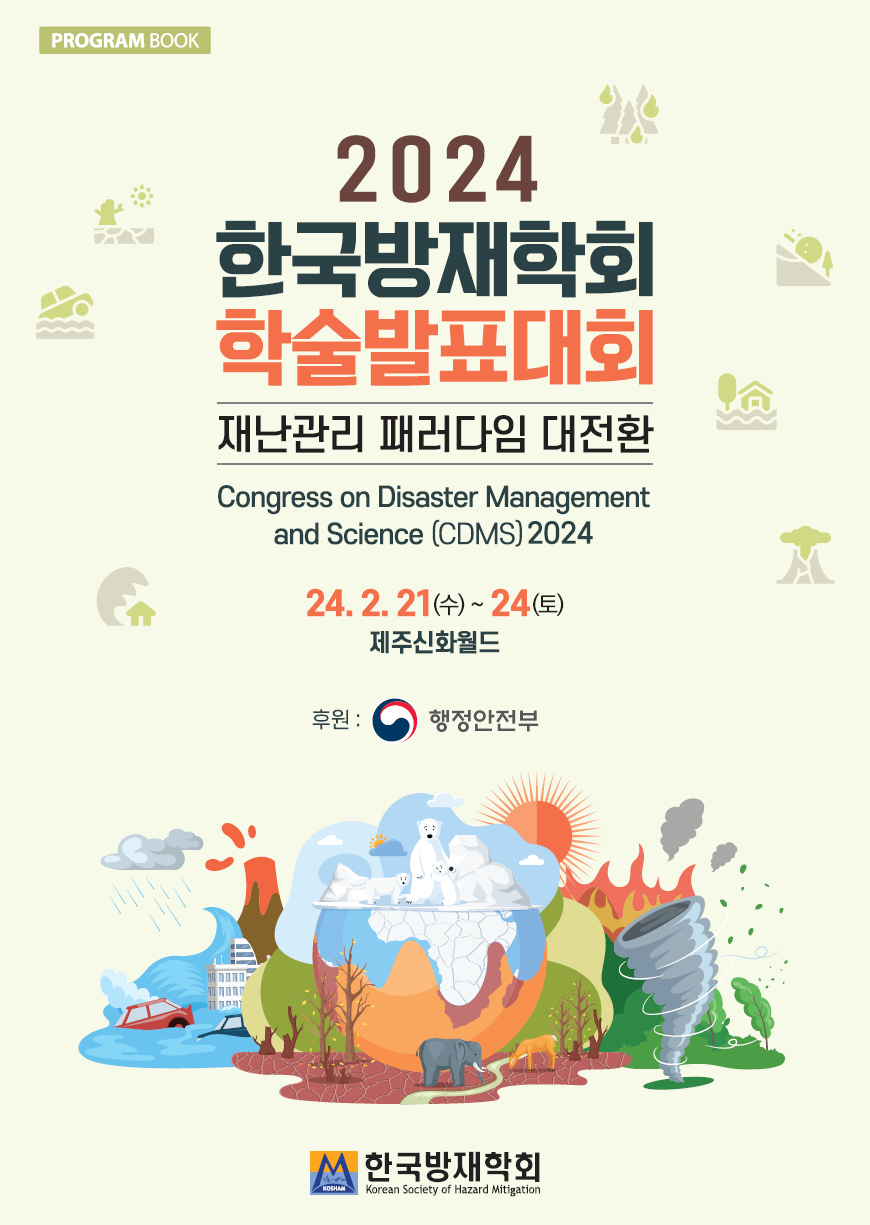 PROGRAM BOOK
2024
한국방재학회
학술발표대회
재난관리 패러다임 대전환
Congress on Disaster Management
and Science (CDMS) 2024
24. 2. 21(수) ~ 24(토)
제주신화월드
후원 : 행정안전부
KOSHAM
한국방재학회
Korean Society of Hazard Mitigation